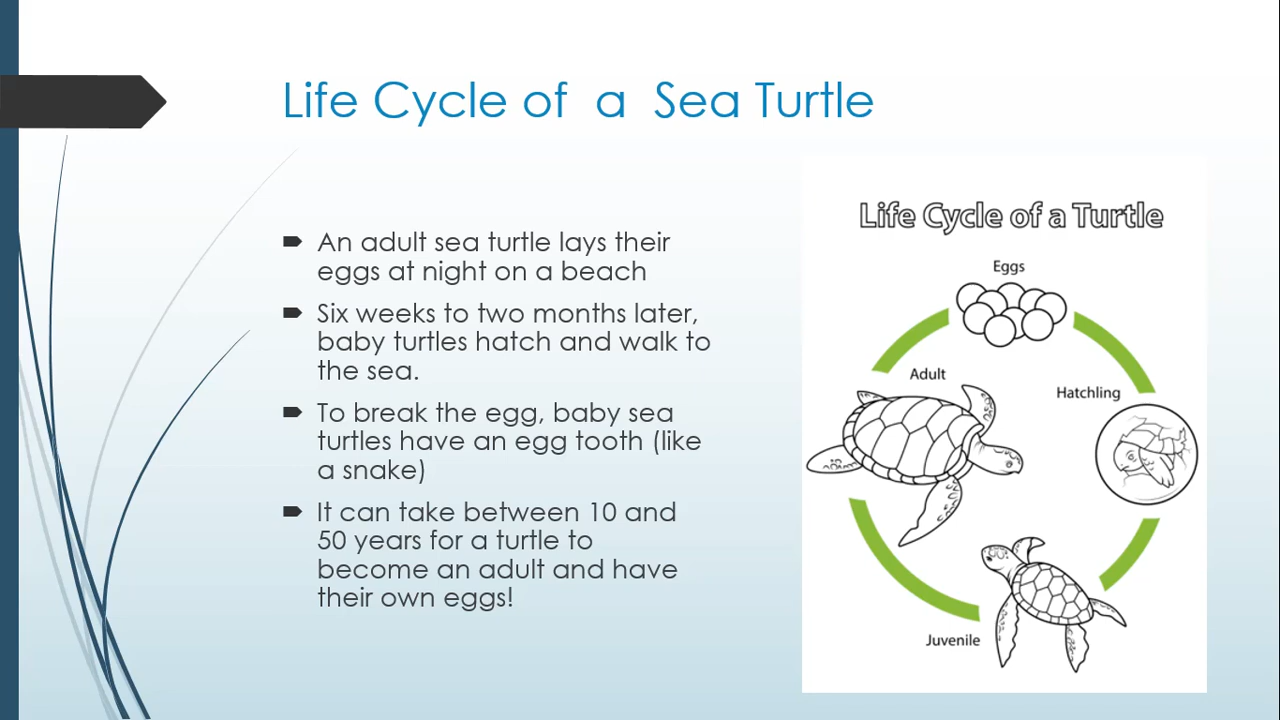 Life Cycle of a Sea Turtle
An adult sea turtle lays their
eggs at night on a beach
Six weeks to two months later,
baby turtles hatch and walk to
the sea.
To break the egg, baby sea
turtles have an egg tooth (like
a snake)
It can take between 10 and
50 years for a turtle to
become an adult and have
their own eggs!
Life Cycle of a Turtle
Eggs
Adult
Hatchling
Juvenile